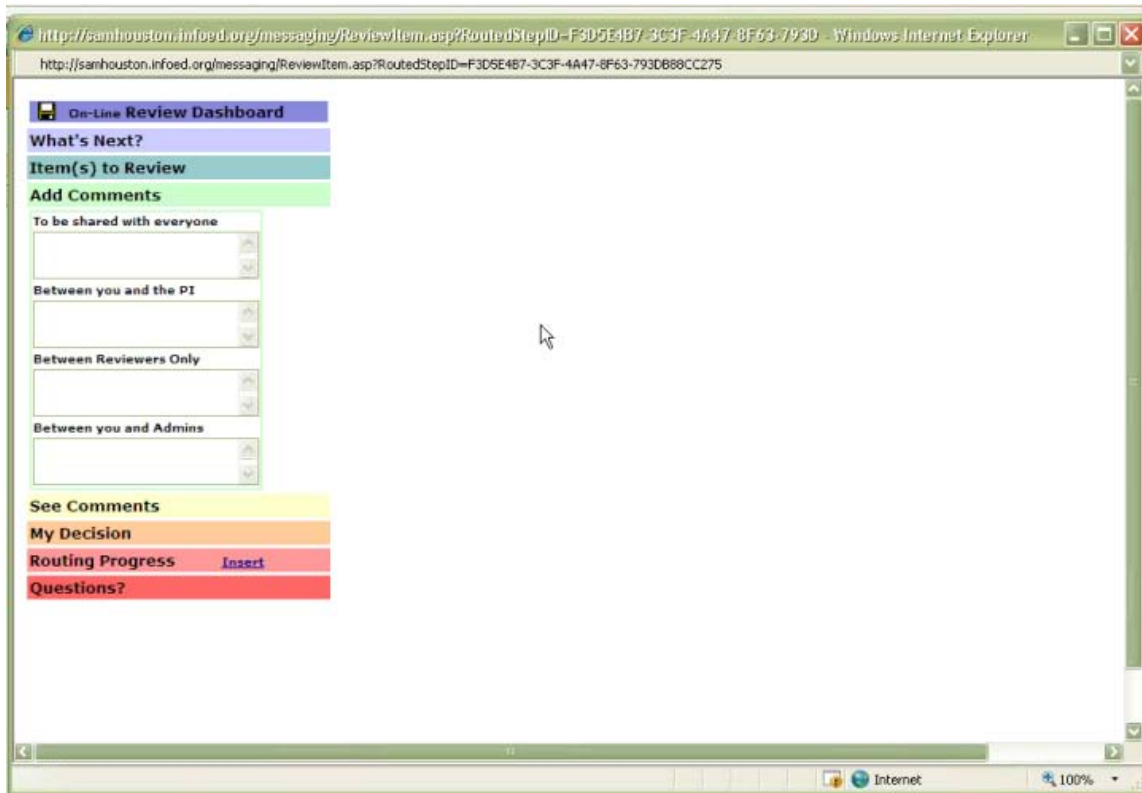 http://samhouston.infoed.org/messaging/ReviewItem.asp?RoutedStepID=F3D5E4B7-3C3F-4A47-8F63-793D - Windows Internet Explorer
http://samhouston.infoed.org/messaging/ReviewItem.asp?RoutedStepID=F3D5E4B7-3C3F-4A47-8F63-793DB88CC275
On-Line Review Dashboard
What's Next?
Item(s) to Review
Add Comments
To be shared with everyone
Between you and the PI
Between Reviewers Only
Between you and Admins
See Comments
My Decision
Routing Progress Insert
Questions?
Internet 100%